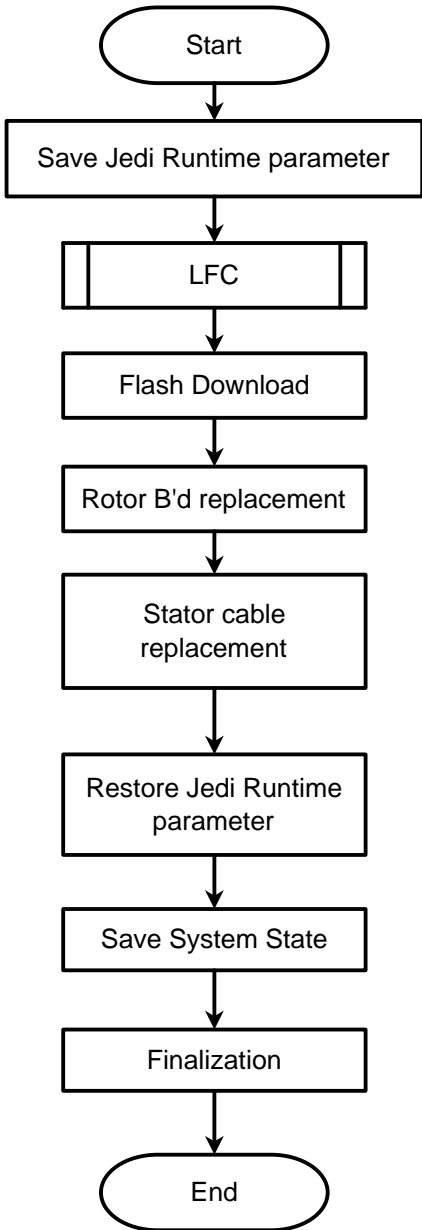 Start
Save Jedi Runtime parameter
LFC
Flash Download
Rotor B'd replacement
Stator cable
replacement
Restore Jedi Runtime
parameter
Save System State
Finalization
End